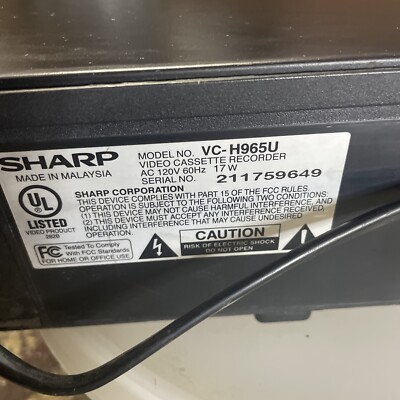 SHARP
MADE IN MALAYSIA
MODEL NO. VC-H965U
VIDEO CASSETTE RECORDER
AC 120V 60Hz 17W
SERIAL NO. 211759649
UL
LISTED
VIDEO PRODUCT
SHARP CORPORATION
THIS DEVICE COMPLIES WITH PART 15 OF THE FCC RULES.
OPERATION IS SUBJECT TO THE FOLLOWING TWO CONDITIONS:
(1) THIS DEVICE MAY NOT CAUSE HARMFUL INTERFERENCE, AND
(2) THIS DEVICE MUST ACCEPT ANY INTERFERENCE RECEIVED,
INCLUDING INTERFERENCE THAT MAY CAUSE UNDESIRED
OPERATION.
FC Tested To Comply
With FCC Standards
FOR HOME OR OFFICE USE
CAUTION
RISK OF ELECTRIC SHOCK
DO NOT OPEN